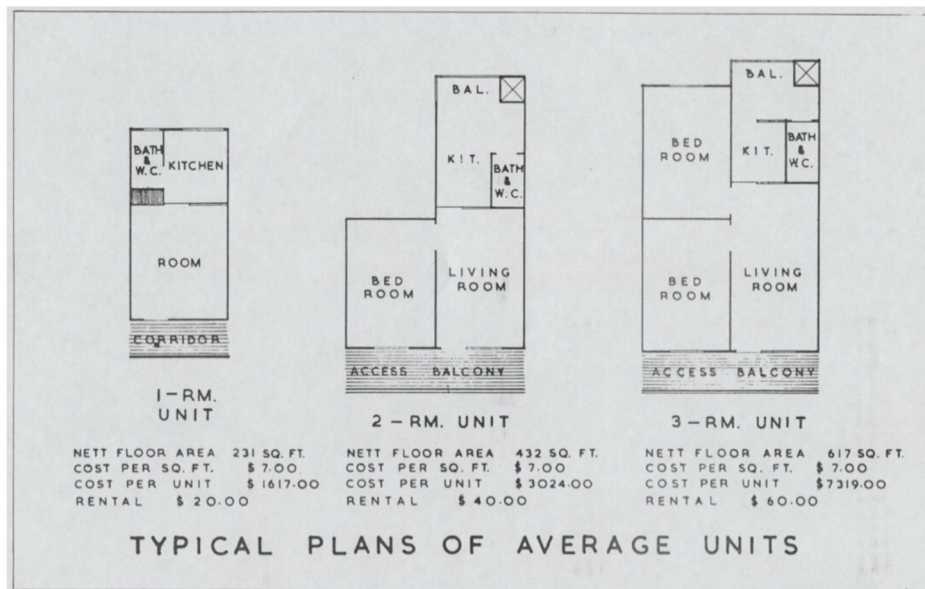 BATH
&
W.C.
KITCHEN
ROOM
CORRIDOR
1-RM.
UNIT
NETT FLOOR AREA 231 SQ. FT.
COST PER SQ. FT. $7.00
COST PER UNIT $1617.00
RENTAL $20.00
BAL.
KIT.
BATH
&
W.C.
BED
ROOM
LIVING
ROOM
ACCESS BALCONY
2-RM. UNIT
NETT FLOOR AREA 432 SQ. FT.
COST PER SQ. FT. $7.00
COST PER UNIT $3024.00
RENTAL $40.00
BAL.
BED
ROOM
KIT.
BATH
&
W.C.
BED
ROOM
LIVING
ROOM
ACCESS BALCONY
3-RM. UNIT
NETT FLOOR AREA 617 SQ. FT.
COST PER SQ. FT. $7.00
COST PER UNIT $7319.00
RENTAL $60.00
TYPICAL PLANS OF AVERAGE UNITS